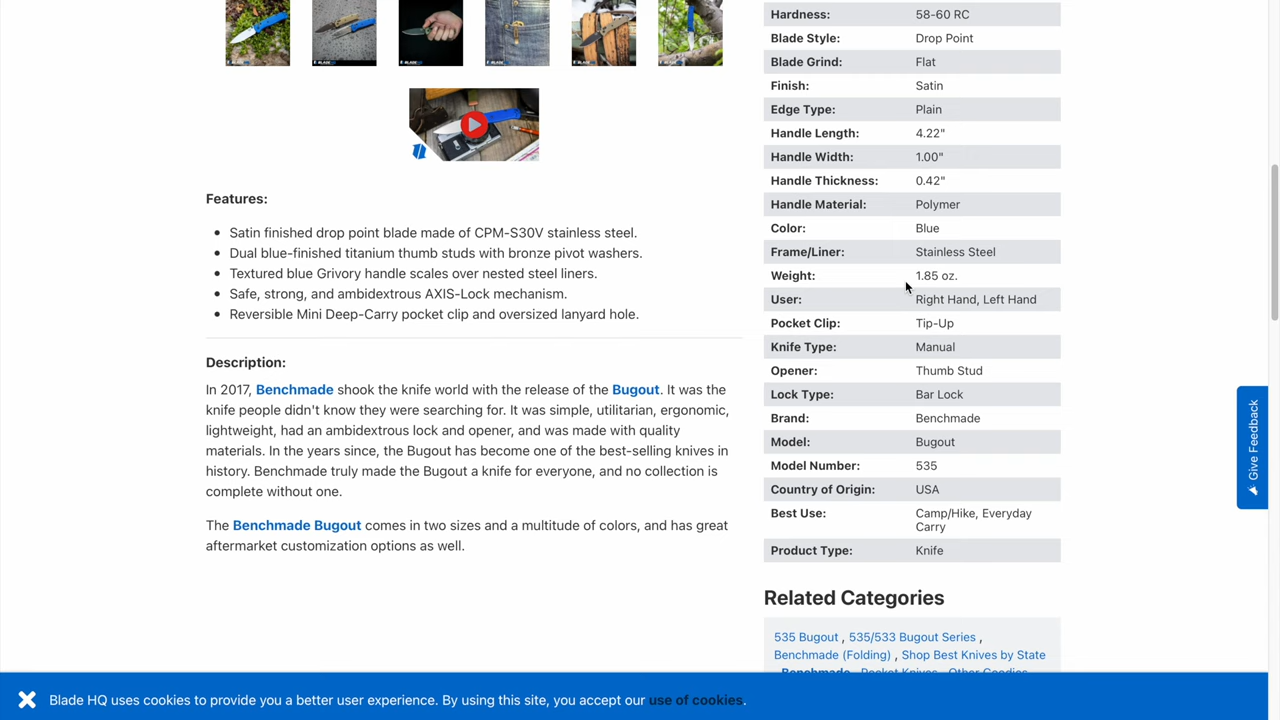 Features:
Satin finished drop point blade made of CPM-S30V stainless steel.
Dual blue-finished titanium thumb studs with bronze pivot washers.
Textured blue Grivory handle scales over nested steel liners.
Safe, strong, and ambidextrous AXIS-Lock mechanism.
Reversible Mini Deep-Carry pocket clip and oversized lanyard hole.
Description:
In 2017, Benchmade shook the knife world with the release of the Bugout. It was the
knife people didn't know they were searching for. It was simple, utilitarian, ergonomic,
lightweight, had an ambidextrous lock and opener, and was made with quality
materials. In the years since, the Bugout has become one of the best-selling knives in
history. Benchmade truly made the Bugout a knife for everyone, and no collection is
complete without one.
The Benchmade Bugout comes in two sizes and a multitude of colors, and has great
aftermarket customization options as well.
Hardness: 58-60 RC
Blade Style: Drop Point
Blade Grind: Flat
Finish: Satin
Edge Type: Plain
Handle Length: 4.22"
Handle Width: 1.00"
Handle Thickness: 0.42"
Handle Material: Polymer
Color: Blue
Frame/Liner: Stainless Steel
Weight: 1.85 oz.
User: Right Hand, Left Hand
Pocket Clip: Tip-Up
Knife Type: Manual
Opener: Thumb Stud
Lock Type: Bar Lock
Brand: Benchmade
Model: Bugout
Model Number: 535
Country of Origin: USA
Best Use: Camp/Hike, Everyday
Carry
Product Type: Knife
Related Categories
535 Bugout , 535/533 Bugout Series ,
Benchmade (Folding) , Shop Best Knives by State
, Benchmade , Pocket Knives , Other Goodies
Give Feedback
Blade HQ uses cookies to provide you a better user experience. By using this site, you accept our use of cookies.